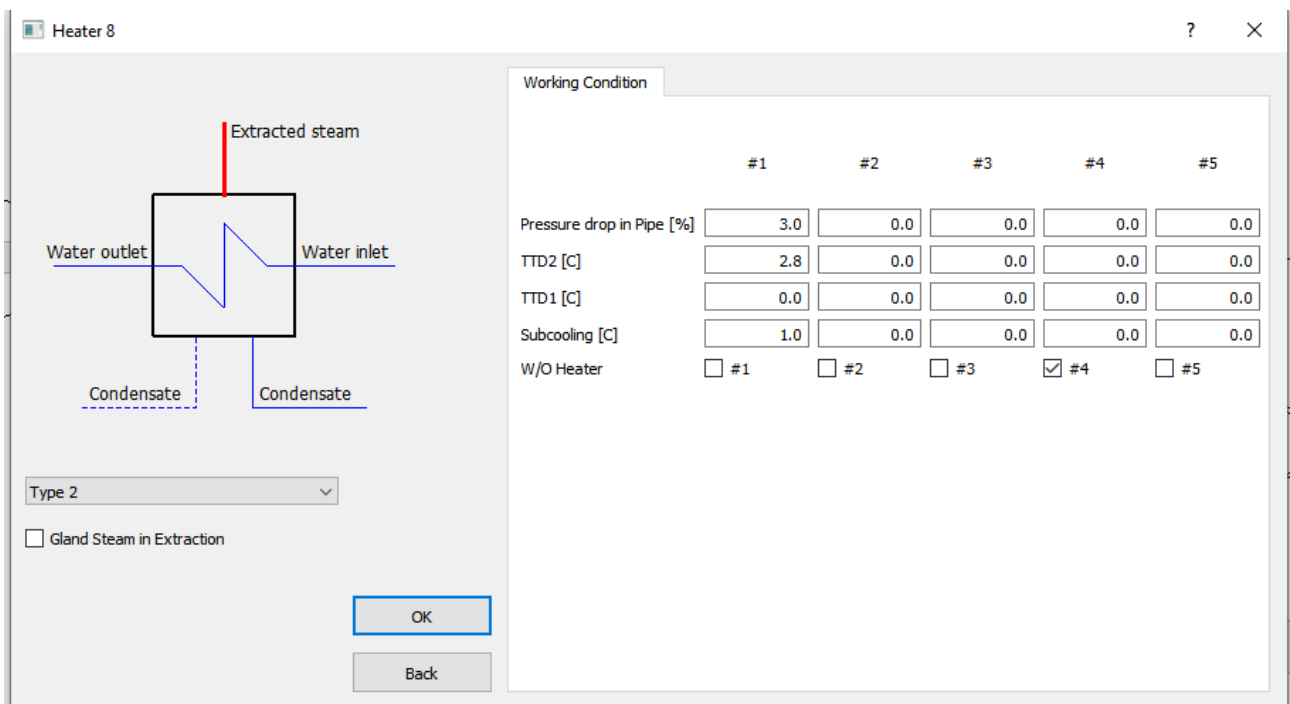 Heater 8 ?
Extracted steam
Water outlet Water inlet
Condensate Condensate
Type 2
Gland Steam in Extraction
OK
Back
Working Condition
#1 #2 #3 #4 #5
Pressure drop in Pipe [%] 3.0 0.0 0.0 0.0 0.0
TTD2 [C] 2.8 0.0 0.0 0.0 0.0
TTD1 [C] 0.0 0.0 0.0 0.0 0.0
Subcooling [C] 1.0 0.0 0.0 0.0 0.0
W/O Heater #1 #2 #3 #4 #5